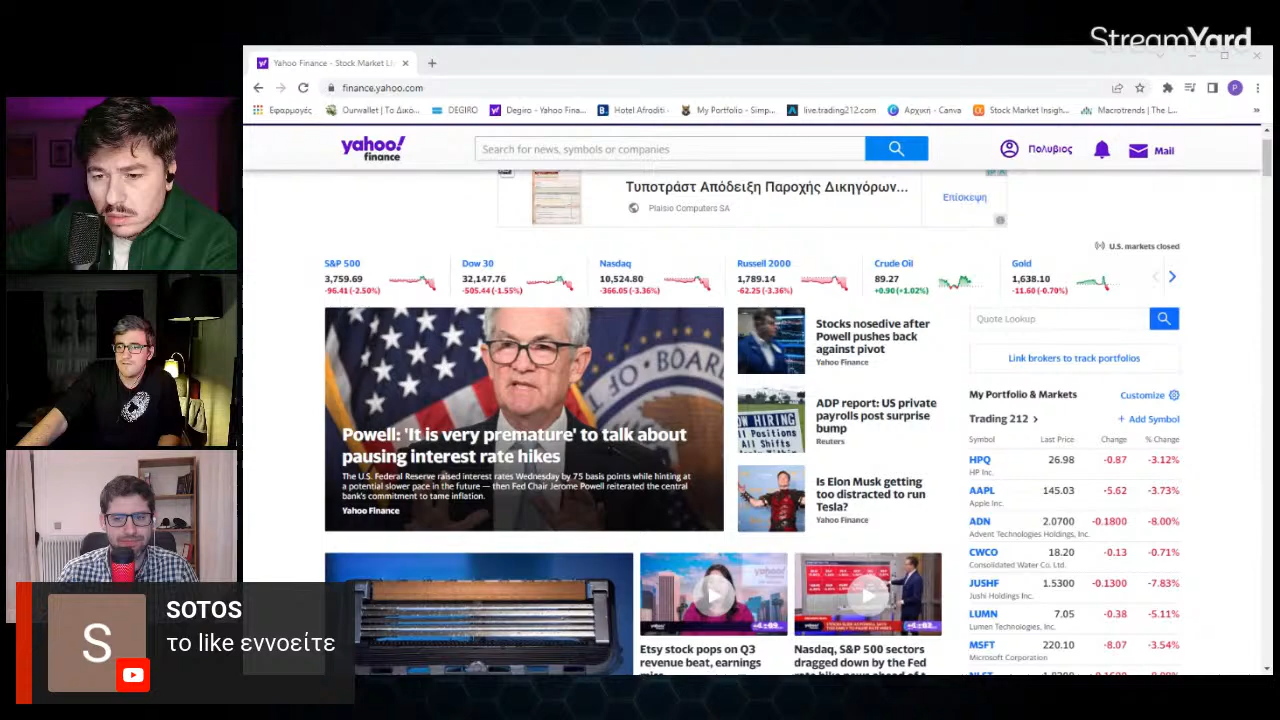 StreamYard
Yahoo Finance - Stock Market Li
finance.yahoo.com
Εφαρμογές
Ourwallet | Το Δικο...
DEGIRO
Degiro - Yahoo Fina...
Hotel Afroditi -
My Portfolio - Simp...
live.trading212.com
Αρχική - Canva
Stock Market Insigh...
Macrotrends | The L...
yahoo!
finance
Search for news, symbols or companies
Πολυβιος
Mail
Τυποτράστ Απόδειξη Παροχής Δικηγόρων...
Plaisio Computers SA
Επίσκεψη
U.S. markets closed
S&P 500
3,759.69
-96.41 (-2.50%)
Dow 30
32,147.76
-505.44 (-1.55%)
Nasdaq
10,524.80
-366.05 (-3.36%)
Russell 2000
1,789.14
-62.25 (-3.36%)
Crude Oil
89.27
+0.90 (+1.02%)
Gold
1,638.10
-11.60 (-0.70%)
Powell: 'It is very premature' to talk about
pausing interest rate hikes
The U.S. Federal Reserve raised interest rates Wednesday by 75 basis points while hinting at
a potential slower pace in the future — then Fed Chair Jerome Powell reiterated the central
bank's commitment to tame inflation.
Yahoo Finance
Stocks nosedive after
Powell pushes back
against pivot
Yahoo Finance
ADP report: US private
payrolls post surprise
bump
Reuters
Is Elon Musk getting
too distracted to run
Tesla?
Yahoo Finance
Etsy stock pops on Q3
revenue beat, earnings
Nasdaq, S&P 500 sectors
dragged down by the Fed
Quote Lookup
Link brokers to track portfolios
My Portfolio & Markets
Customize
Trading 212
+ Add Symbol
Symbol Last Price Change % Change
HPQ 26.98 -0.87 -3.12%
HP Inc.
AAPL 145.03 -5.62 -3.73%
Apple Inc.
ADN 2.0700 -0.1800 -8.00%
Advent Technologies Holdings, Inc.
CWCO 18.20 -0.13 -0.71%
Consolidated Water Co. Ltd.
JUSHF 1.5300 -0.1300 -7.83%
Jushi Holdings Inc.
LUMN 7.05 -0.38 -5.11%
Lumen Technologies, Inc.
MSFT 220.10 -8.07 -3.54%
Microsoft Corporation
S
SOTOS
το like εννοείτε